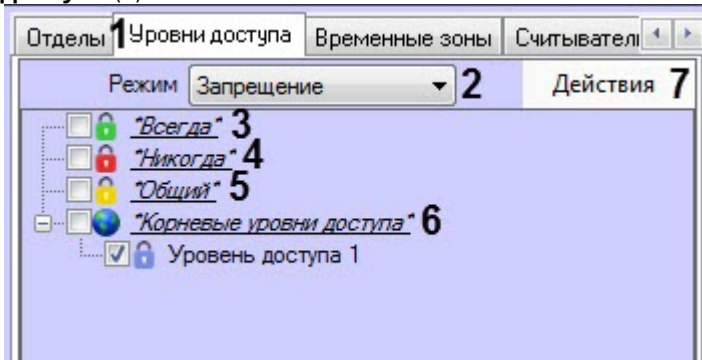 Отделы 1 Уровни доступа Временные зоны Считывател
Режим Запрещение 2 Действия 7
"Всегда" 3
"Никогда" 4
"Общий" 5
"Корневые уровни доступа" 6
Уровень доступа 1